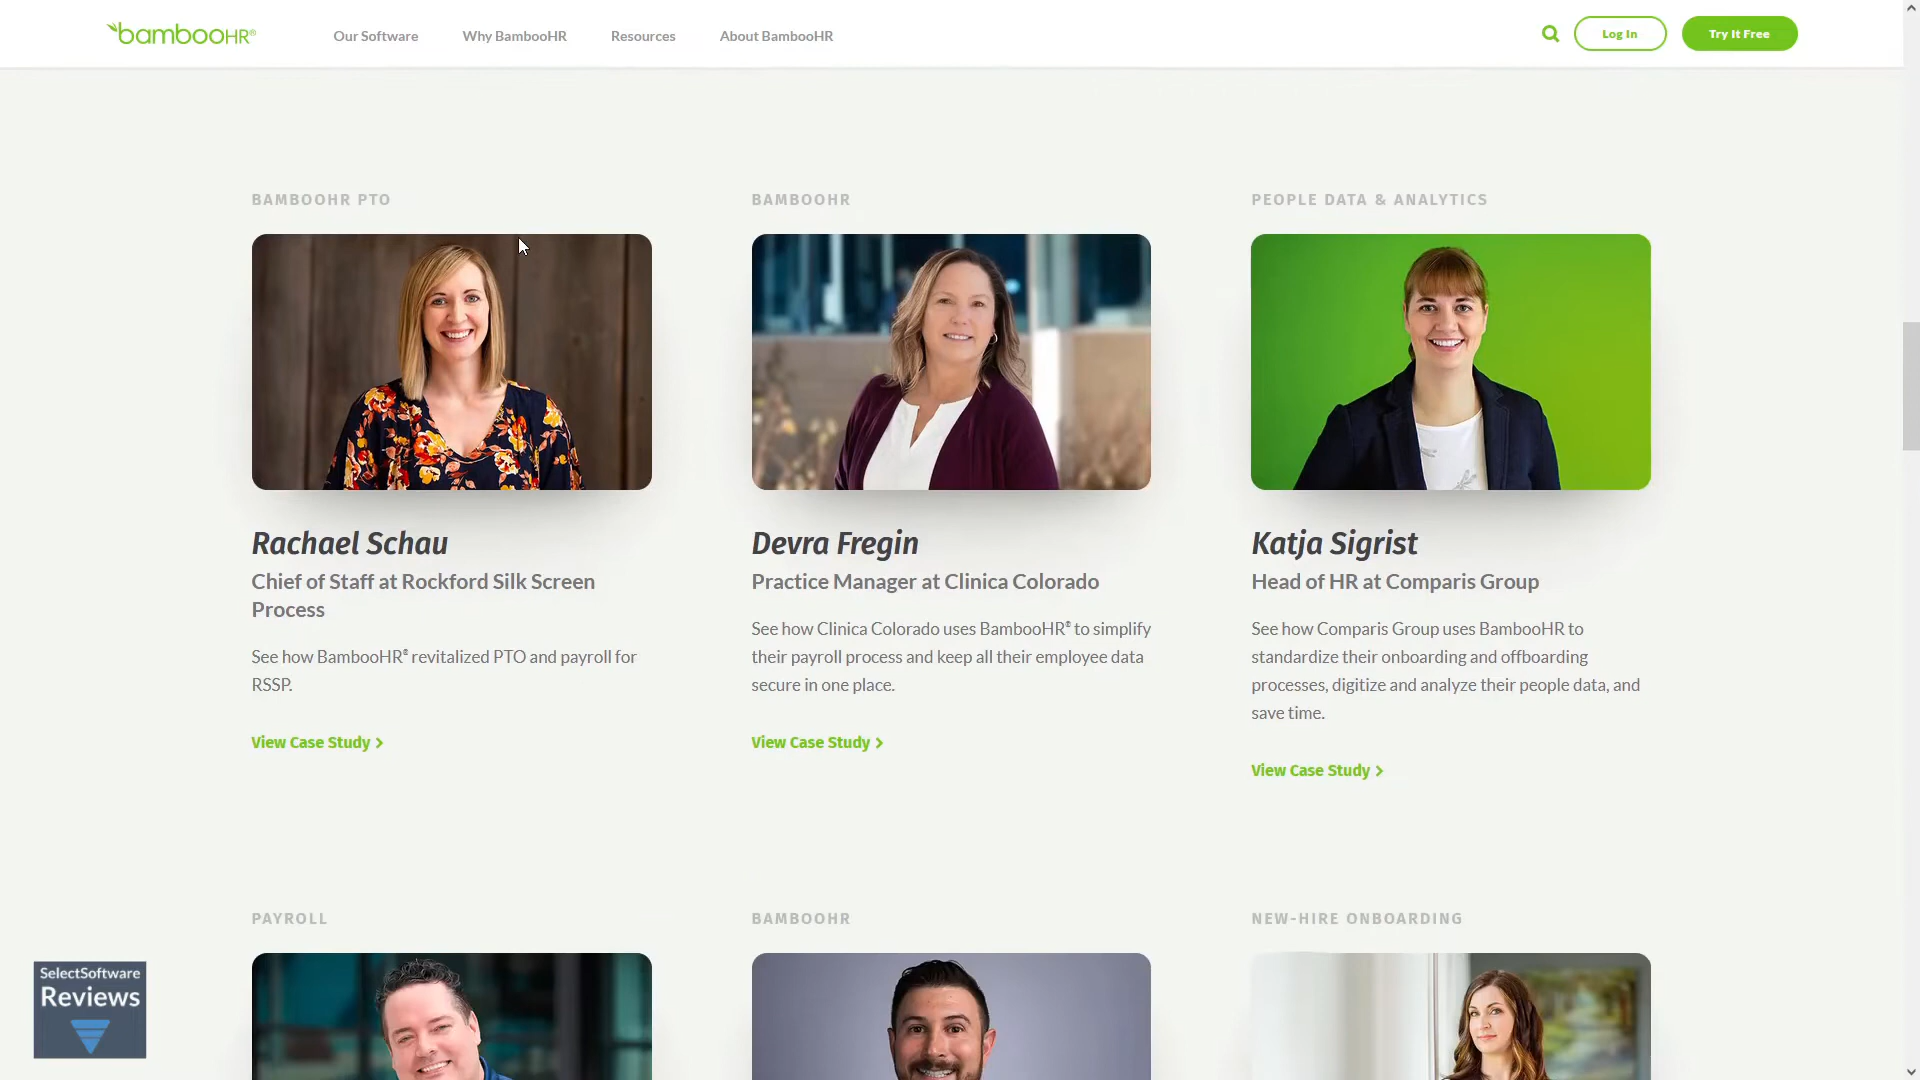 bambooHR®
Our Software
Why BambooHR
Resources
About BambooHR
Log In
Try It Free
BAMBOOHR PTO
BAMBOOHR
PEOPLE DATA & ANALYTICS
Rachael Schau
Chief of Staff at Rockford Silk Screen
Process
See how BambooHR® revitalized PTO and payroll for
RSSP.
View Case Study
Devra Fregin
Practice Manager at Clinica Colorado
See how Clinica Colorado uses BambooHR® to simplify
their payroll process and keep all their employee data
secure in one place.
View Case Study
Katja Sigrist
Head of HR at Comparis Group
See how Comparis Group uses BambooHR to
standardize their onboarding and offboarding
processes, digitize and analyze their people data, and
save time.
View Case Study
PAYROLL
BAMBOOHR
NEW-HIRE ONBOARDING
SelectSoftware
Reviews